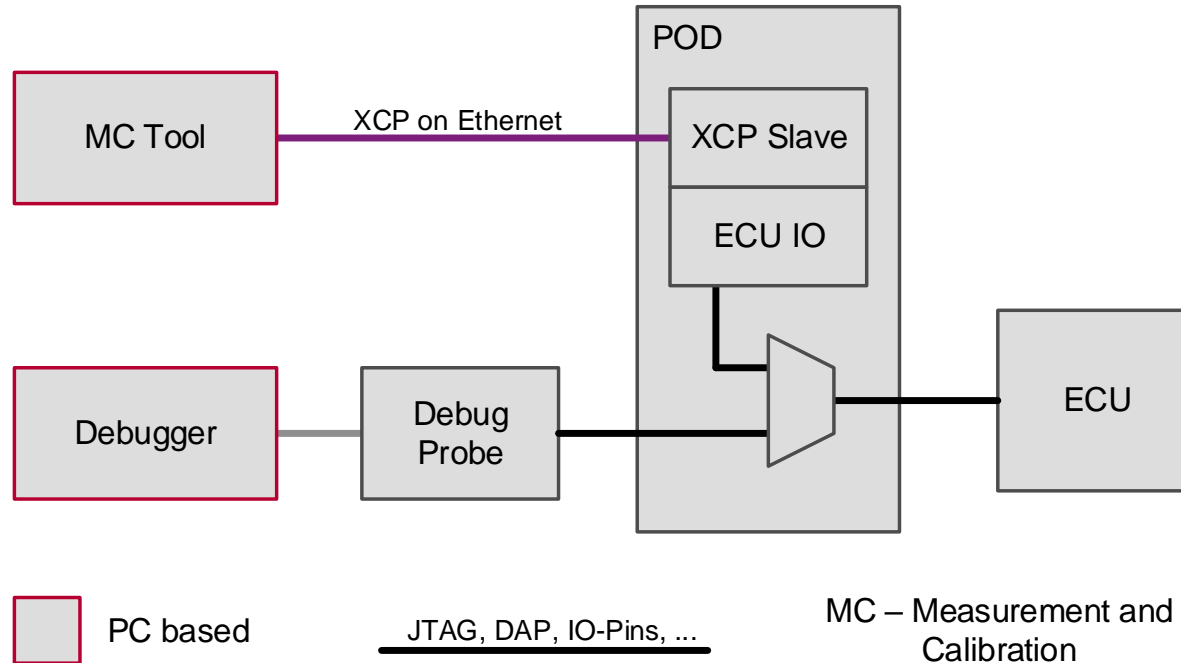 POD
MC Tool
XCP on Ethernet
XCP Slave
ECU IO
Debugger
Debug
Probe
ECU
PC based
JTAG, DAP, IO-Pins, ...
MC – Measurement and
Calibration